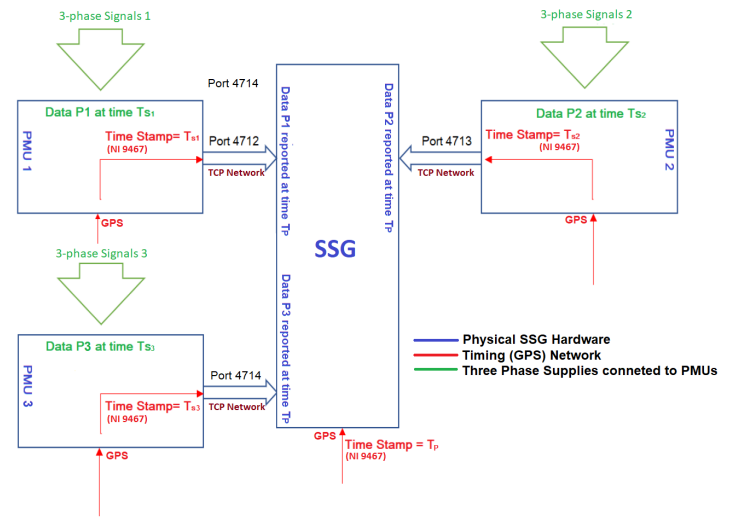 3-phase Signals 1
3-phase Signals 2
Port 4714
Data P1 at time Ts1
PMU 1
Time Stamp= Ts1
(NI 9467)
Port 4712
TCP Network
GPS
Data P1 reported at time TP
Data P2 reported at time TP
Data P3 reported at time TP
SSG
Port 4713
TCP Network
Data P2 at time Ts2
Time Stamp= Ts2
(NI 9467)
PMU 2
GPS
3-phase Signals 3
Data P3 at time Ts3
PMU 3
Time Stamp= Ts3
(NI 9467)
Port 4714
TCP Network
GPS
GPS
Time Stamp = TP
(NI 9467)
Physical SSG Hardware
Timing (GPS) Network
Three Phase Supplies conneted to PMUs